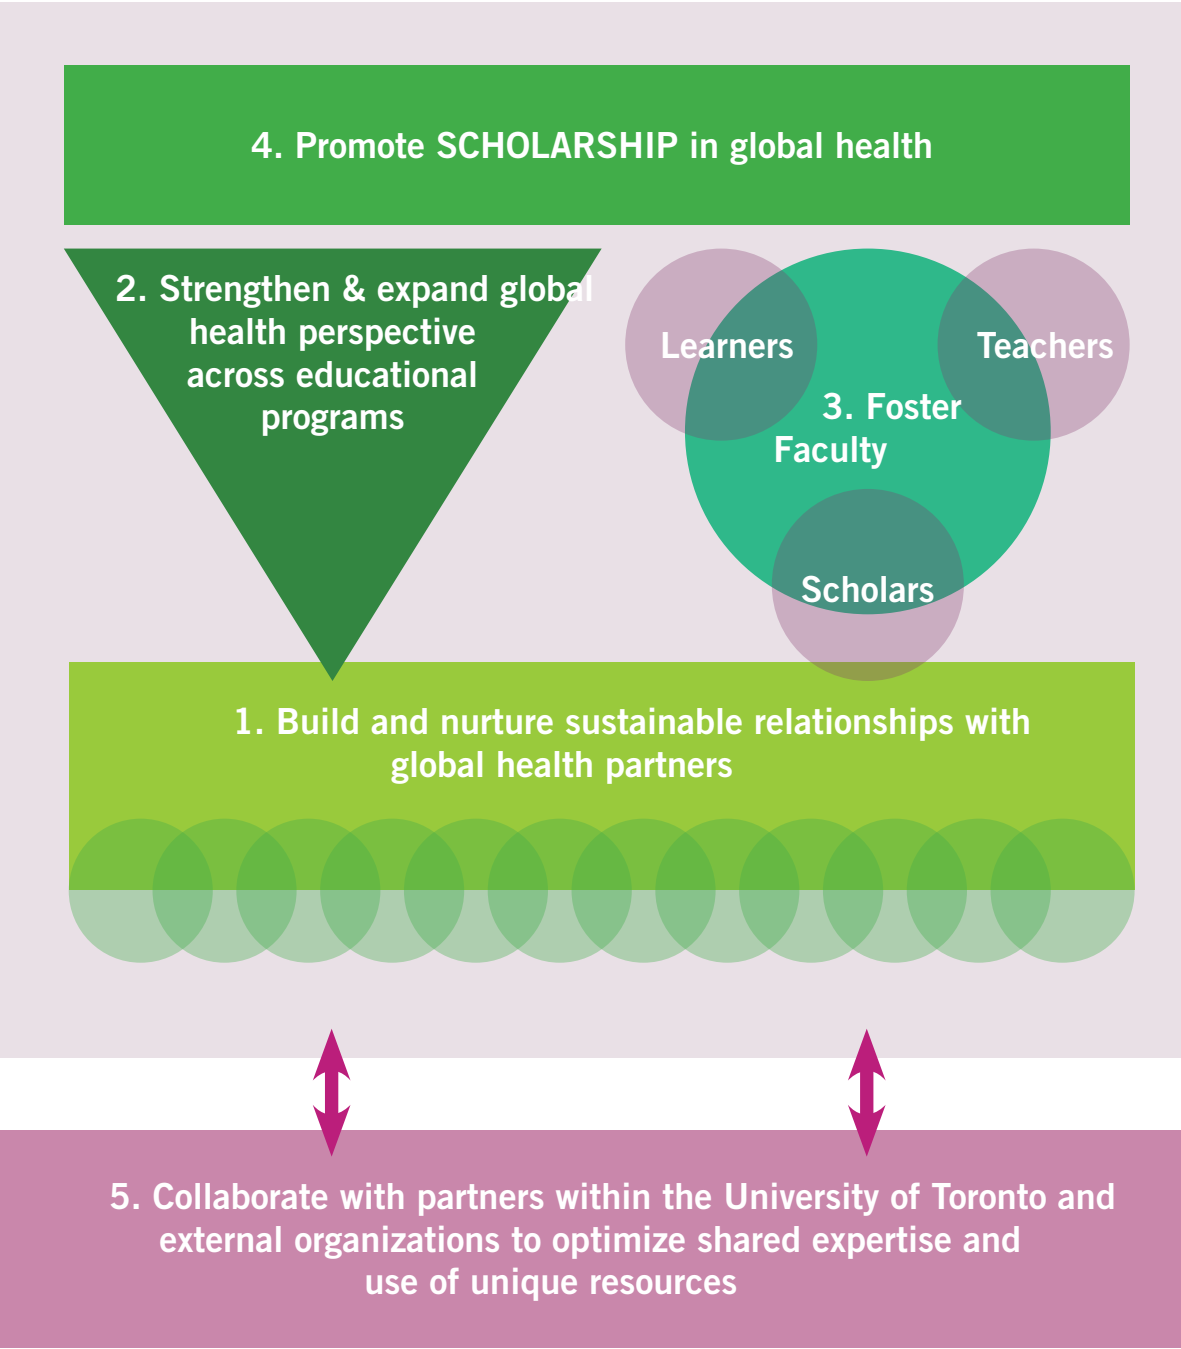 4. Promote SCHOLARSHIP in global health
2. Strengthen & expand global
health perspective
across educational
programs
Learners
Teachers
3. Foster
Faculty
Scholars
1. Build and nurture sustainable relationships with
global health partners
5. Collaborate with partners within the University of Toronto and
external organizations to optimize shared expertise and
use of unique resources